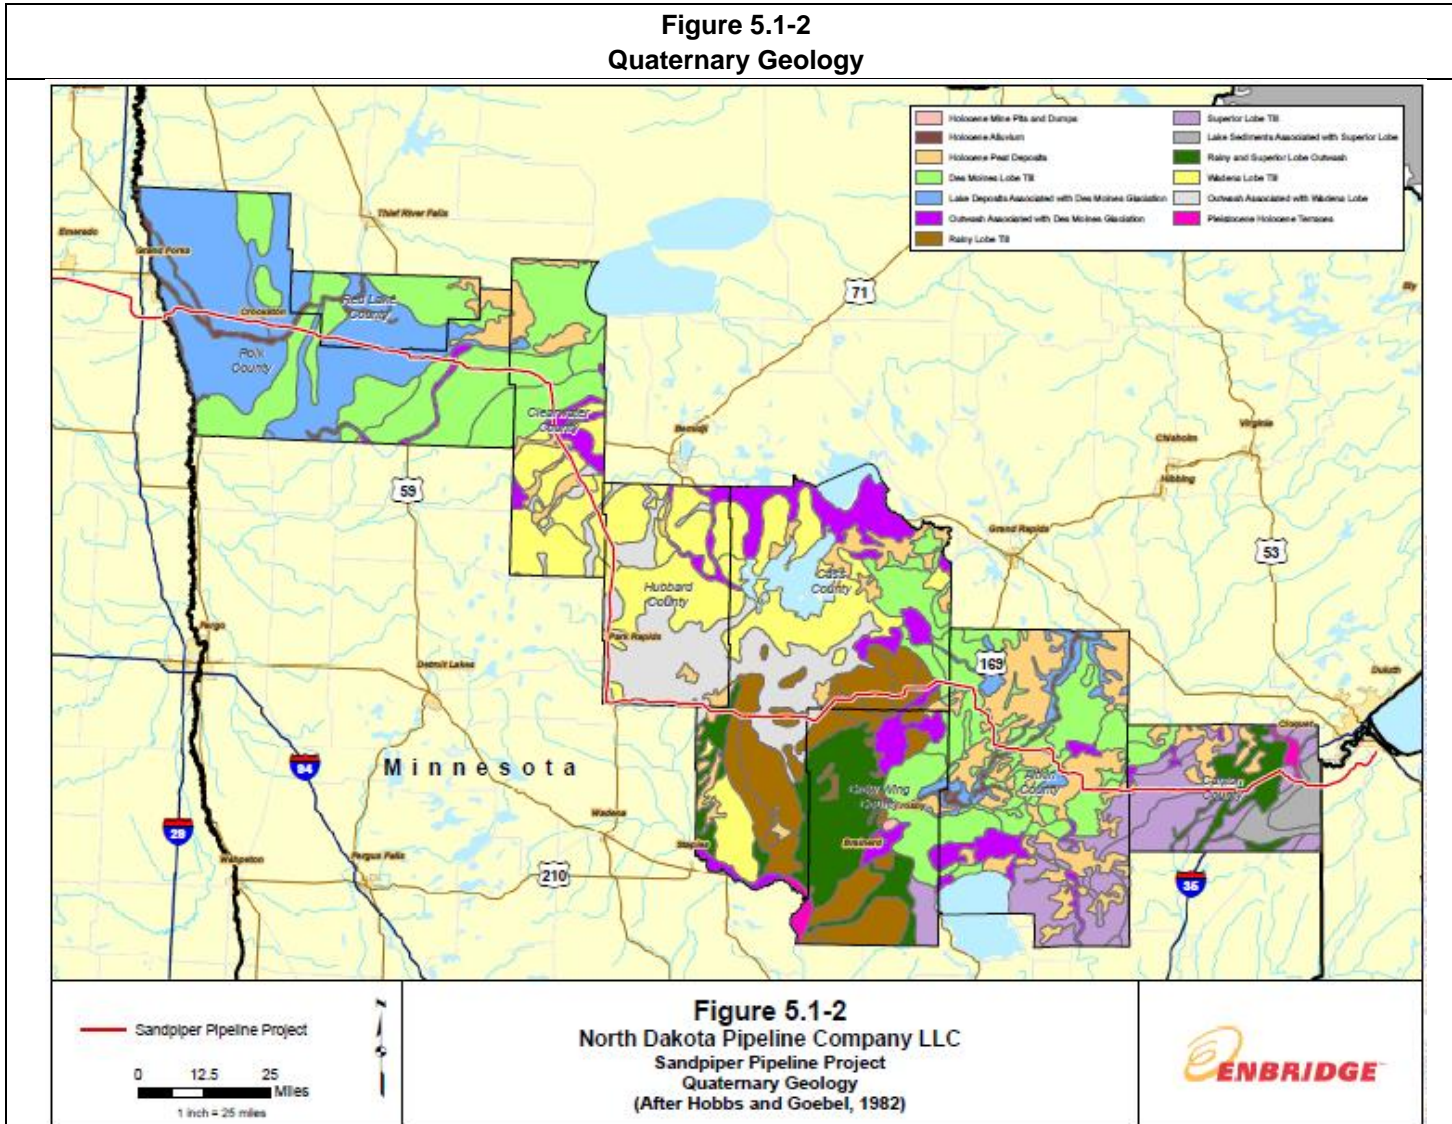 Figure 5.1-2
Quaternary Geology
Holocene Mine Pits and Dumps
Holocene Alluvium
Holocene Peat Deposits
Des Moines Lobe Till
Lake Deposits Associated with Des Moines Glaciation
Outwash Associated with Des Moines Glaciation
Rainy Lobe Till
Superior Lobe Till
Lake Sediments Associated with Superior Lobe
Rainy and Superior Lobe Outwash
Wadena Lobe Till
Outwash Associated with Wadena Lobe
Pleistocene Holocene Terraces
Thief River Falls
Emerado
Grand Forks
71
Ely
Red Lake
County
Crookston
Polk
County
Clearwater
County
Bemidji
Virginia
Chisholm
Hibbing
59
Grand Rapids
53
Cass
County
Hubbard
County
Fargo
Park Rapids
Detroit Lakes
169
Duluth
Cloquet
94
Minnesota
Aitkin
County
Carlton
County
Crow Wing
County
Crosby
Wadena
29
Staples
Brainerd
Wahpeton
Fergus Falls
210
35
Sandpiper Pipeline Project
N
0 12.5 25
Miles
1 inch = 25 miles
Figure 5.1-2
North Dakota Pipeline Company LLC
Sandpiper Pipeline Project
Quaternary Geology
(After Hobbs and Goebel, 1982)
ENBRIDGE